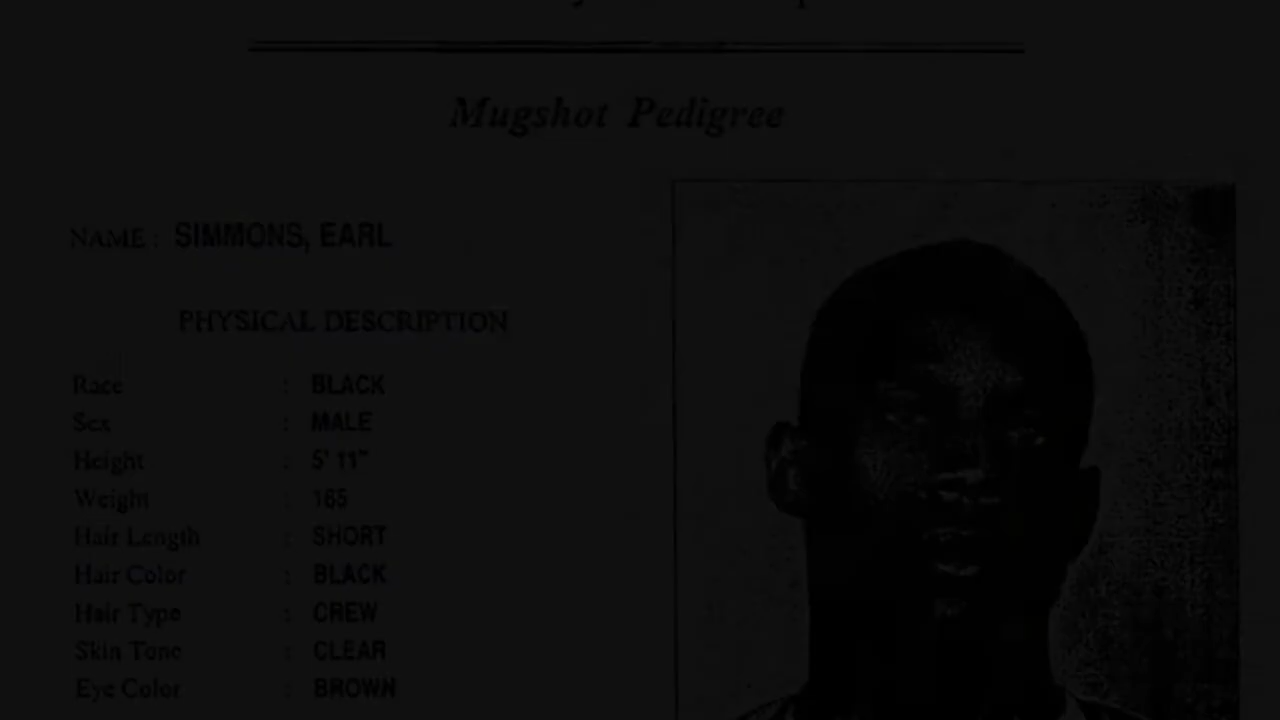 Mugshot Pedigree
NAME : SIMMONS, EARL
PHYSICAL DESCRIPTION
Race : BLACK
Sex : MALE
Height : 5' 11"
Weight : 165
Hair Length : SHORT
Hair Color : BLACK
Hair Type : CREW
Skin Tone : CLEAR
Eye Color : BROWN